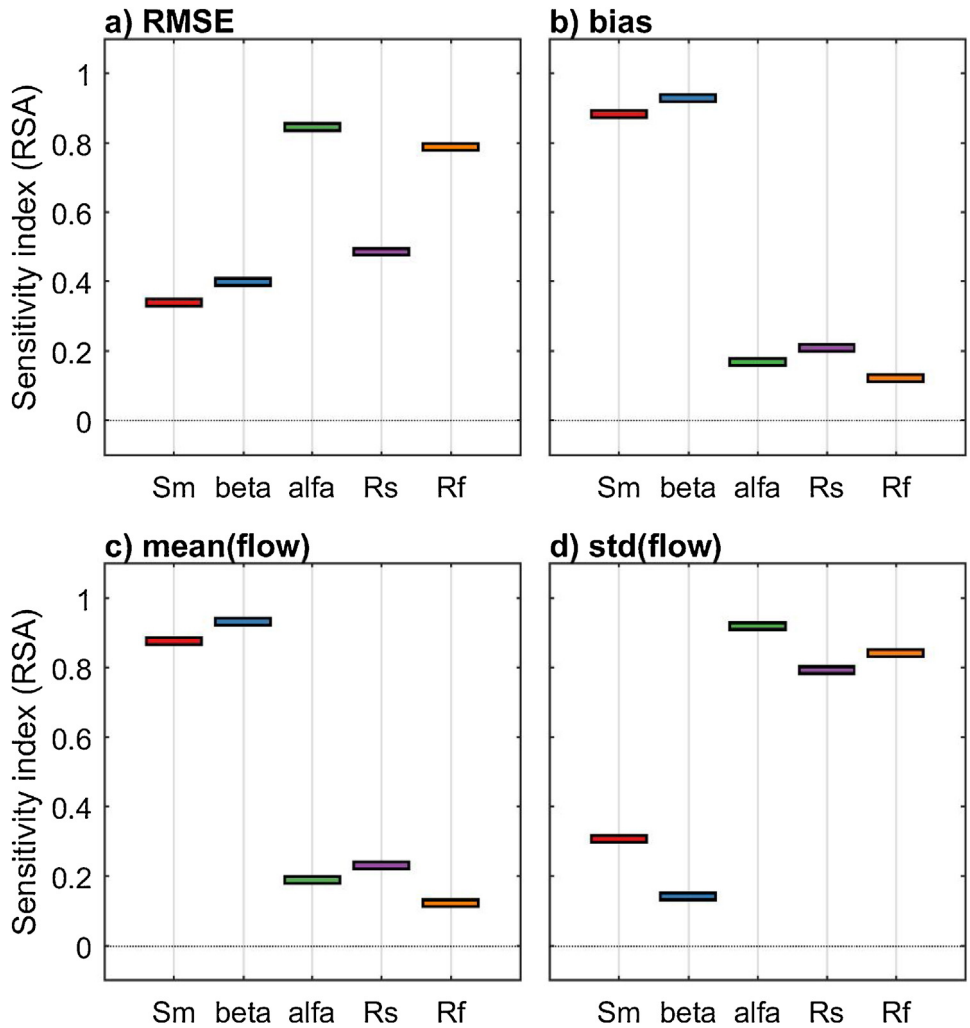 a) RMSE
b) bias
Sensitivity index (RSA)
1
0.8
0.6
0.4
0.2
0
Sm beta alfa Rs Rf
Sm beta alfa Rs Rf
c) mean(flow)
d) std(flow)
Sensitivity index (RSA)
1
0.8
0.6
0.4
0.2
0
Sm beta alfa Rs Rf
Sm beta alfa Rs Rf